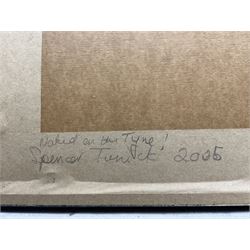 Naked on the Tyne!
Spencer Tunick 2005